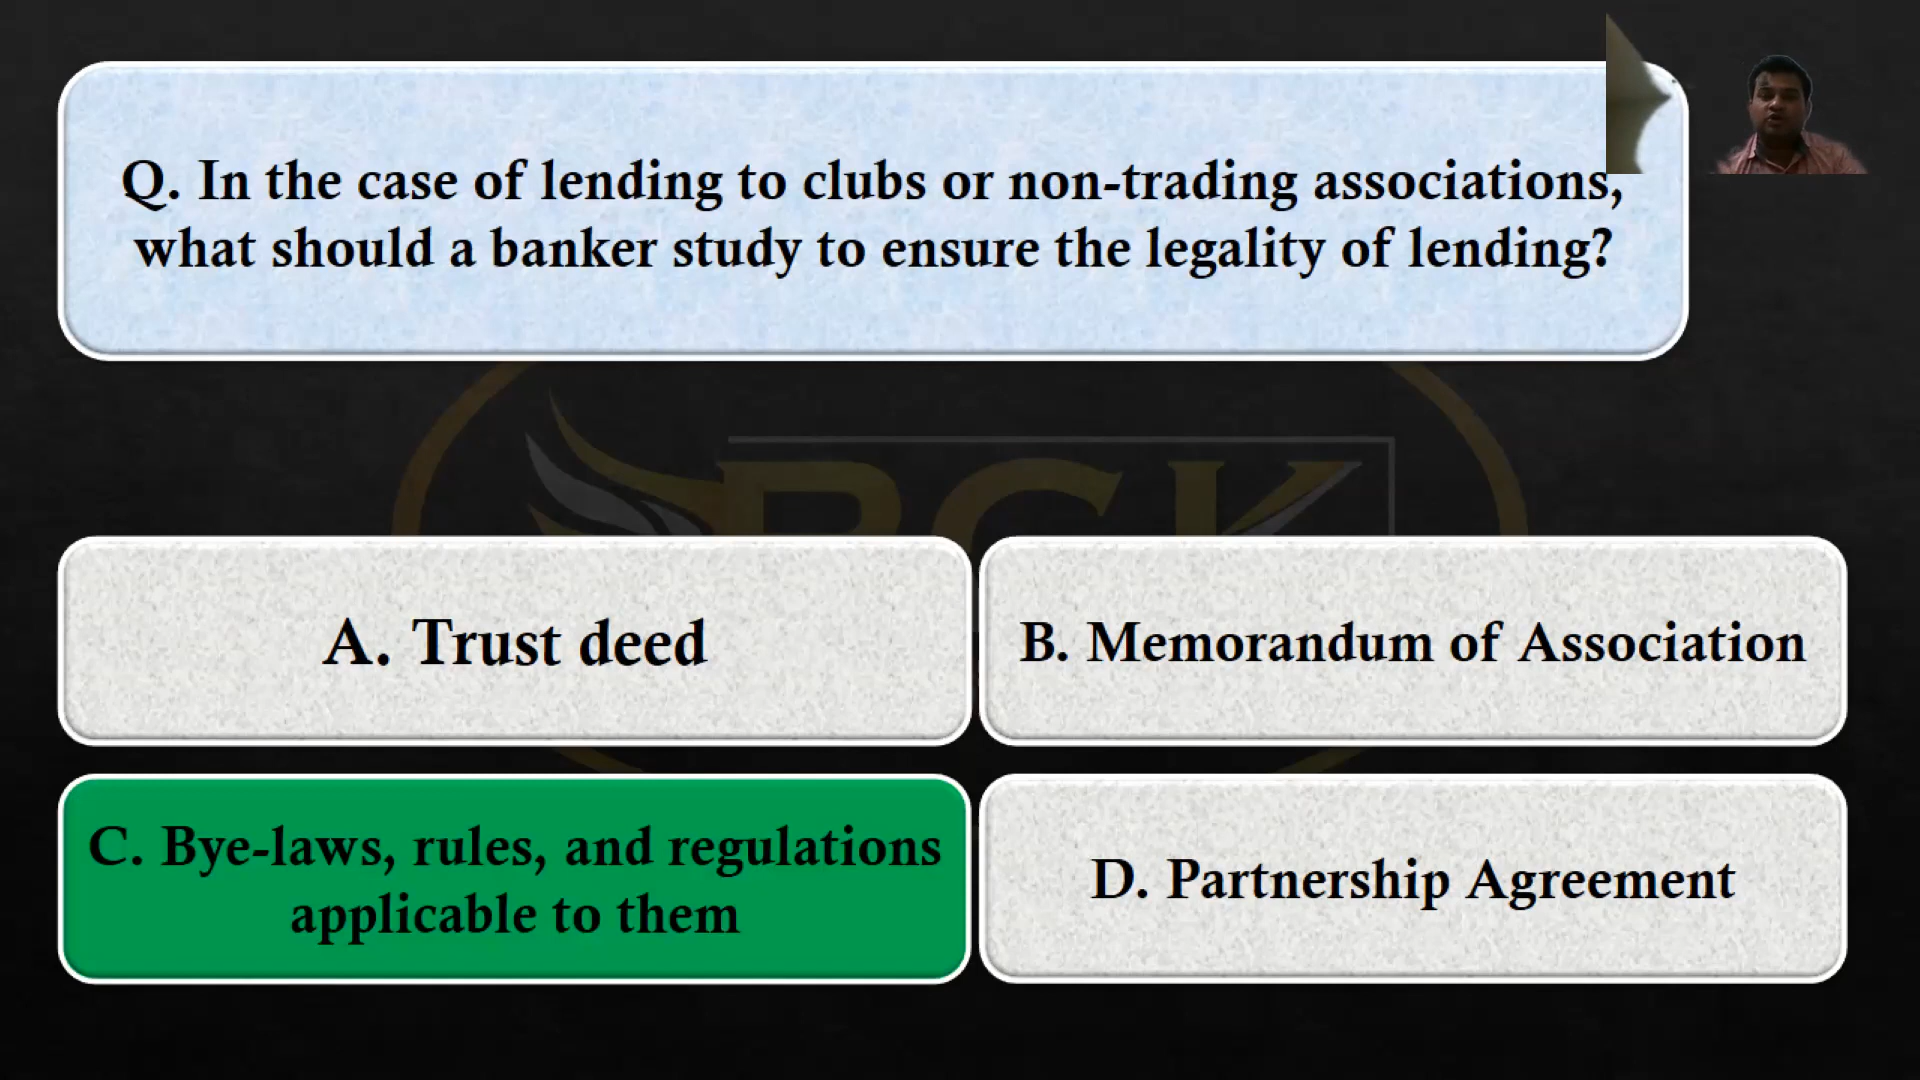 Q. In the case of lending to clubs or non-trading associations,
what should a banker study to ensure the legality of lending?
A. Trust deed
B. Memorandum of Association
C. Bye-laws, rules, and regulations
applicable to them
D. Partnership Agreement